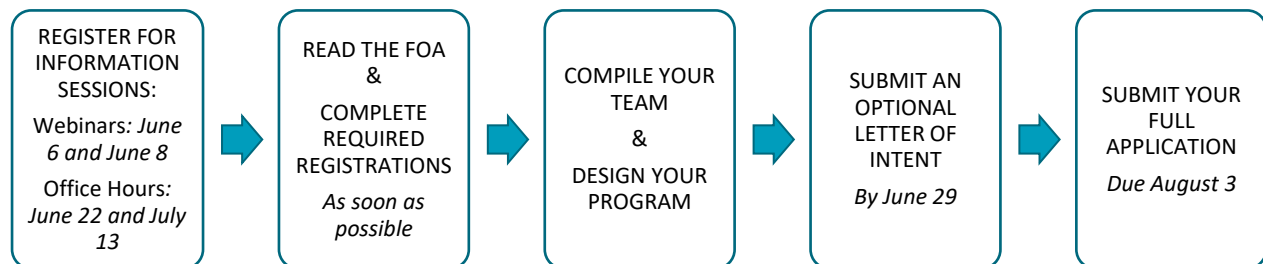 REGISTER FOR
INFORMATION
SESSIONS:
Webinars: June
6 and June 8
Office Hours:
June 22 and July
13
READ THE FOA
&
COMPLETE
REQUIRED
REGISTRATIONS
As soon as
possible
COMPILE YOUR
TEAM
&
DESIGN YOUR
PROGRAM
SUBMIT AN
OPTIONAL
LETTER OF
INTENT
By June 29
SUBMIT YOUR
FULL
APPLICATION
Due August 3